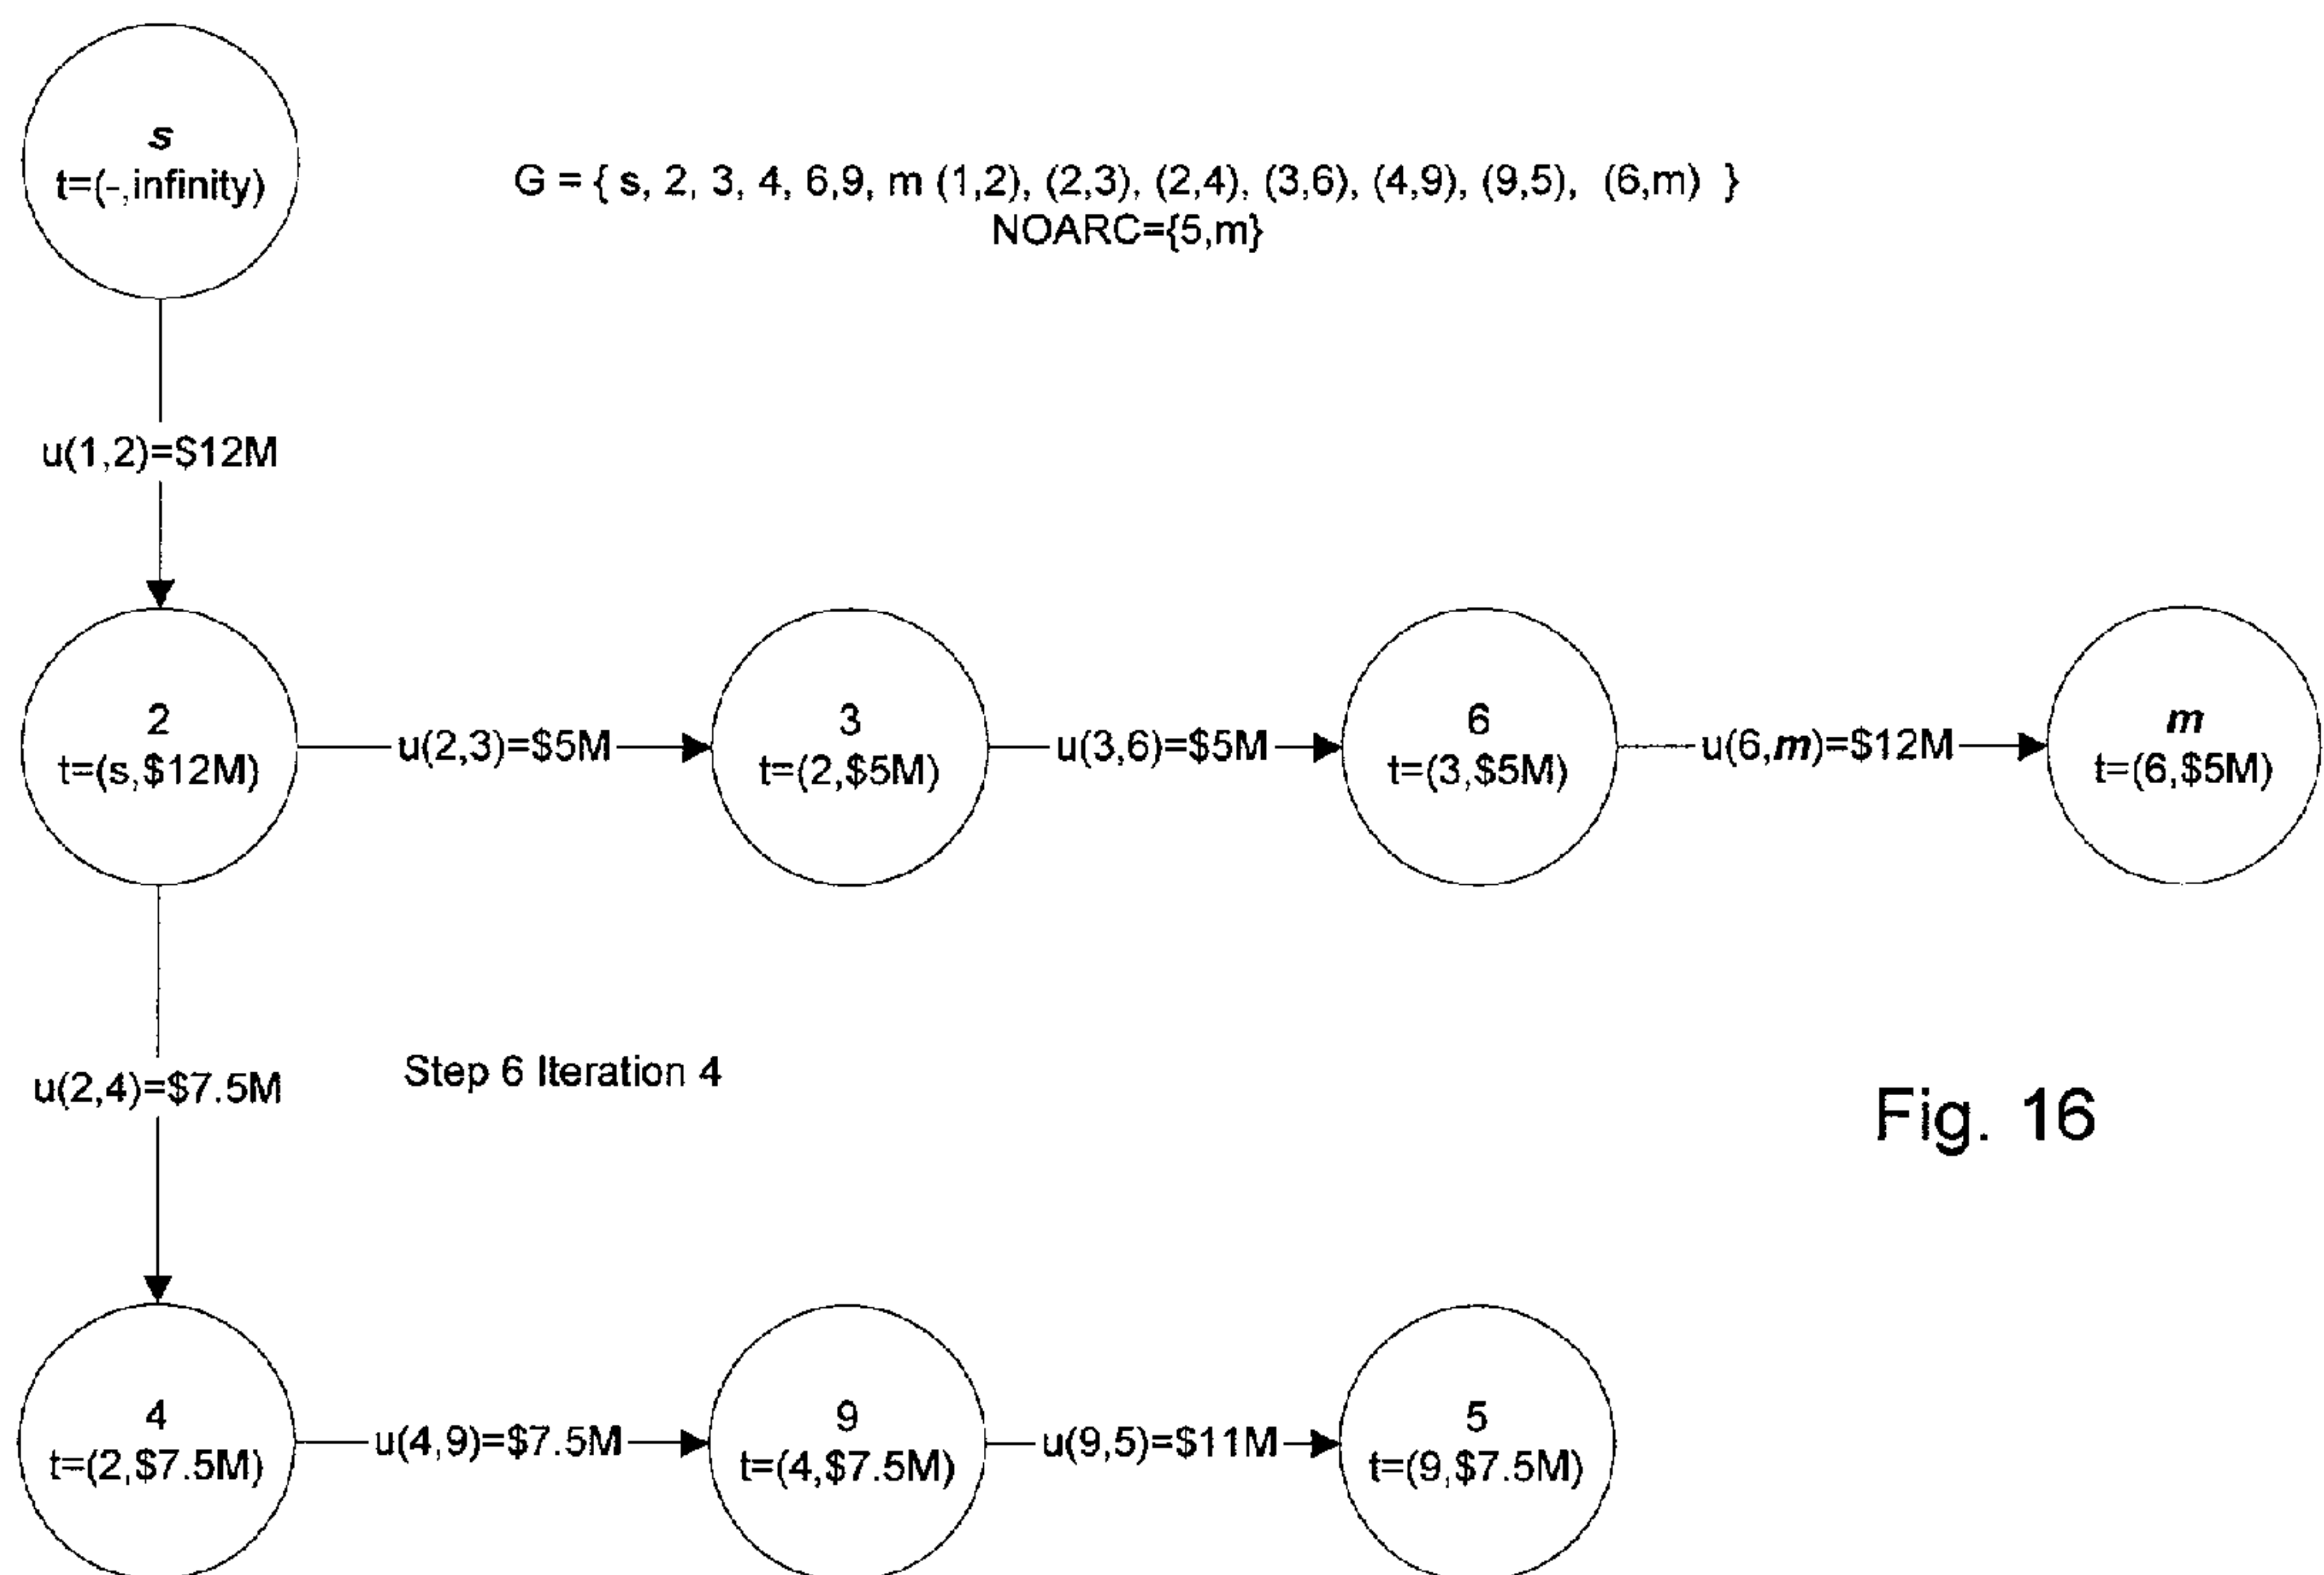 s
t=(-,infinity)
G = { s, 2, 3, 4, 6,9, m (1,2), (2,3), (2,4), (3,6), (4,9), (9,5), (6,m) }
NOARC={5,m}
u(1,2)=$12M
2
t=(s,$12M)
u(2,3)=$5M
3
t=(2,$5M)
u(3,6)=$5M
6
t=(3,$5M)
u(6,m)=$12M
m
t=(6,$5M)
u(2,4)=$7.5M
Step 6 Iteration 4
Fig. 16
4
t=(2,$7.5M)
u(4,9)=$7.5M
9
t=(4,$7.5M)
u(9,5)=$11M
5
t=(9,$7.5M)